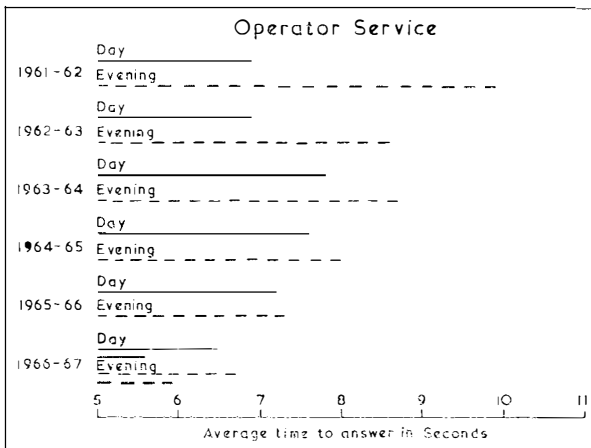 Operator Service
Day
1961-62 Evening
Day
1962-63 Evening
Day
1963-64 Evening
Day
1964-65 Evening
Day
1965-66 Evening
Day
1966-67 Evening
5 6 7 8 9 10 11
Average time to answer in Seconds